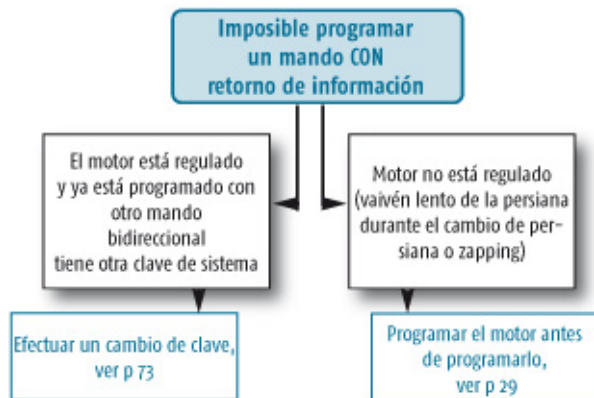 Imposible programar
un mando CON
retorno de información
El motor está regulado
y ya está programado con
otro mando
bidireccional
tiene otra clave de sistema
Motor no está regulado
(vaivén lento de la persiana
durante el cambio de per-
siana o zapping)
Efectuar un cambio de clave,
ver p 73
Programar el motor antes
de programarlo,
ver p 29